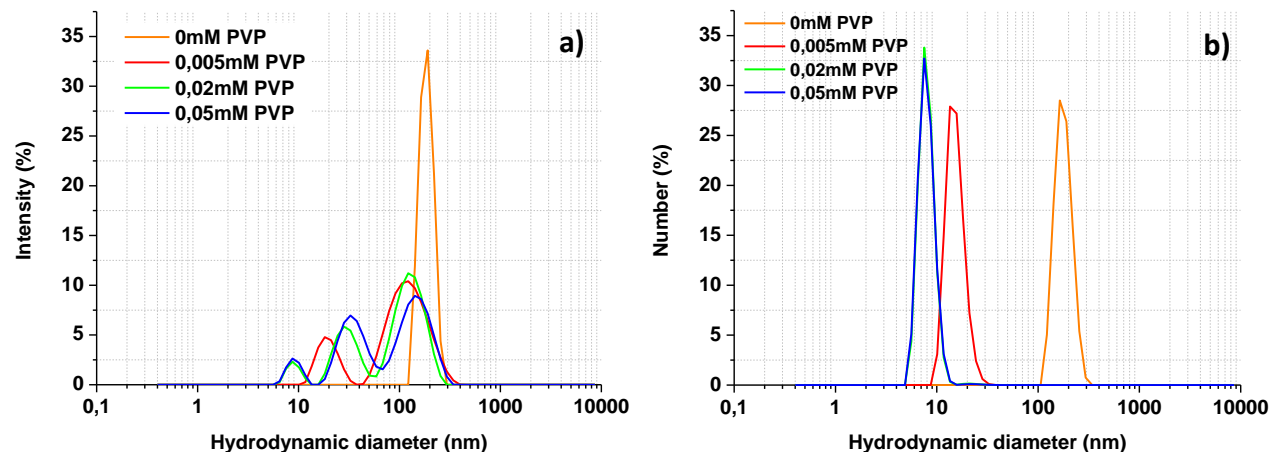 a)
0mM PVP
0,005mM PVP
0,02mM PVP
0,05mM PVP
Intensity (%)
35
30
25
20
15
10
5
0
0,1 1 10 100 1000 10000
Hydrodynamic diameter (nm)
b)
0mM PVP
0,005mM PVP
0,02mM PVP
0,05mM PVP
Number (%)
35
30
25
20
15
10
5
0
0,1 1 10 100 1000 10000
Hydrodynamic diameter (nm)